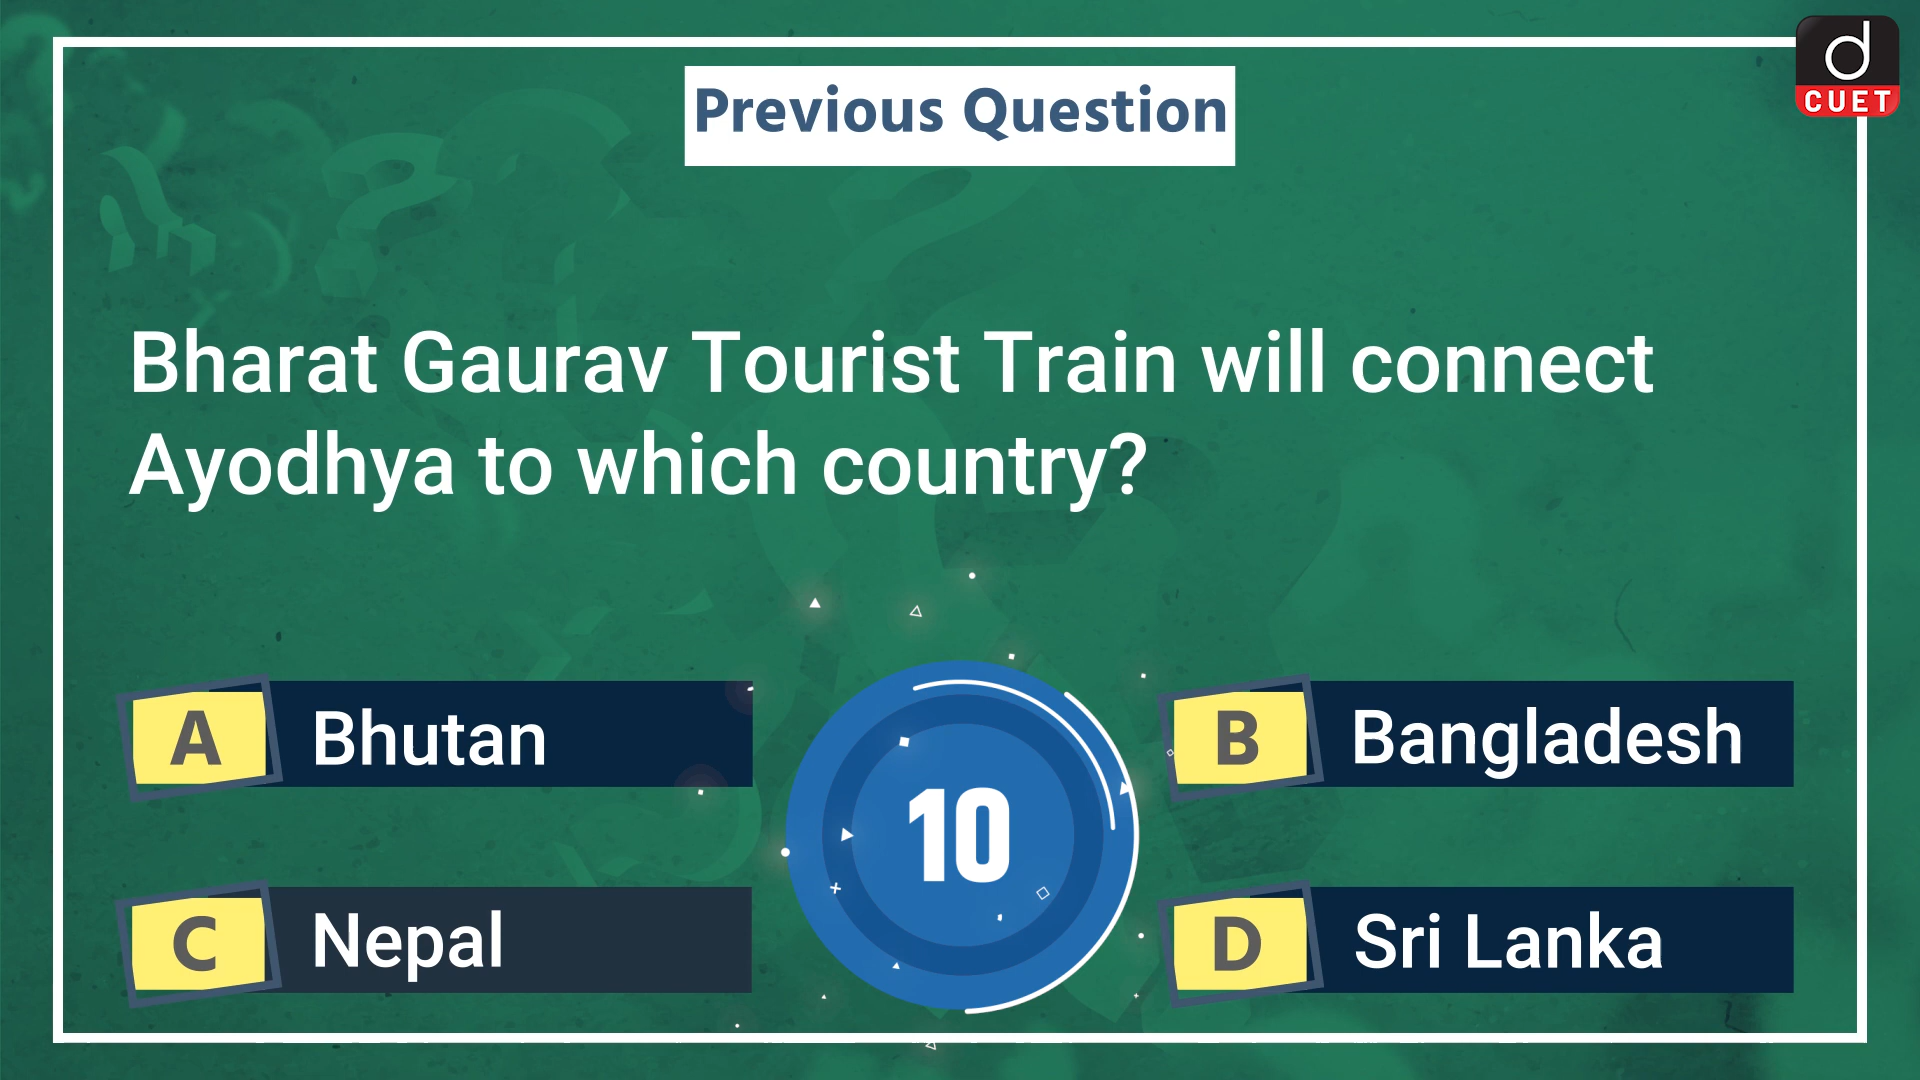 d
CUET
Previous Question
Bharat Gaurav Tourist Train will connect
Ayodhya to which country?
A Bhutan
B Bangladesh
10
C Nepal
D Sri Lanka